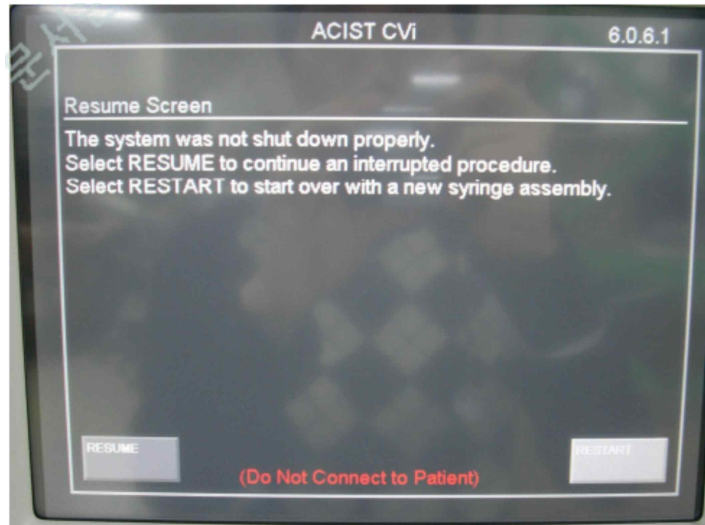 ACIST CVi 6.0.6.1
Resume Screen
The system was not shut down properly.
Select RESUME to continue an interrupted procedure.
Select RESTART to start over with a new syringe assembly.
RESUME
RESTART
(Do Not Connect to Patient)